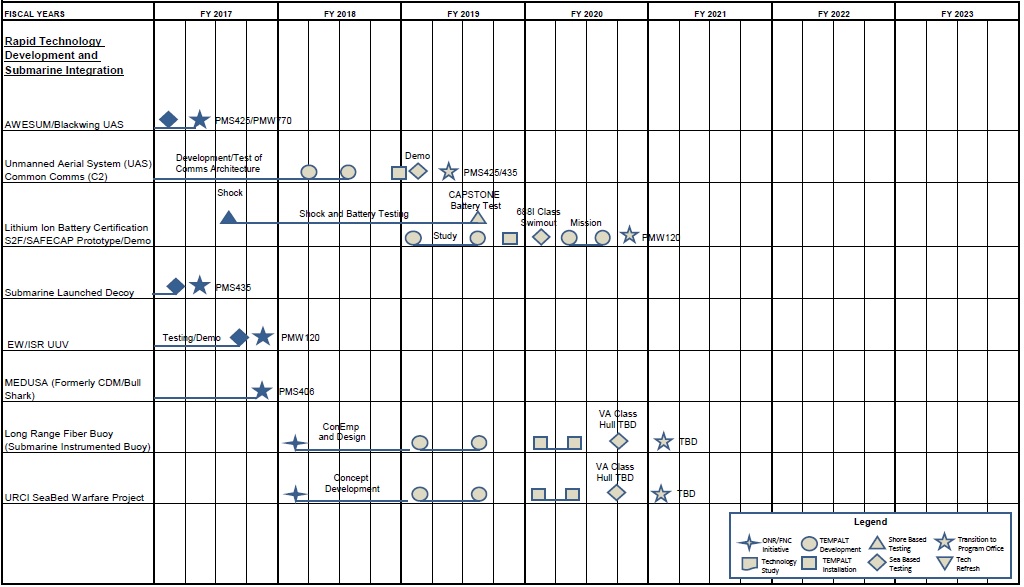 FISCAL YEARS FY 2017 FY 2018 FY 2019 FY 2020 FY 2021 FY 2022 FY 2023
Rapid Technology
Development and
Submarine Integration
AWESUM/Blackwing UAS
PMS425/PMW770
Unmanned Aerial System (UAS)
Common Comms (C2)
Development/Test of
Comms Architecture
Demo
PMS425/435
Lithium Ion Battery Certification
S2F/SAFECAP Prototype/Demo
Shock
Shock and Battery Testing
CAPSTONE
Battery Test
Study
688I Class
Swimout
Mission
PMW120
Submarine Launched Decoy
PMS435
EW/ISR UUV
Testing/Demo
PMW120
MEDUSA (Formerly CDM/Bull
Shark)
PMS406
Long Range Fiber Buoy
(Submarine Instrumented Buoy)
ConEmp
and Design
VA Class
Hull TBD
TBD
URCI SeaBed Warfare Project
Concept
Development
VA Class
Hull TBD
TBD
Legend
ONR/FNC
Initiative
TEMPALT
Development
Shore Based
Testing
Transition to
Program Office
Technology
Study
TEMPALT
Installation
Sea Based
Testing
Tech
Refresh